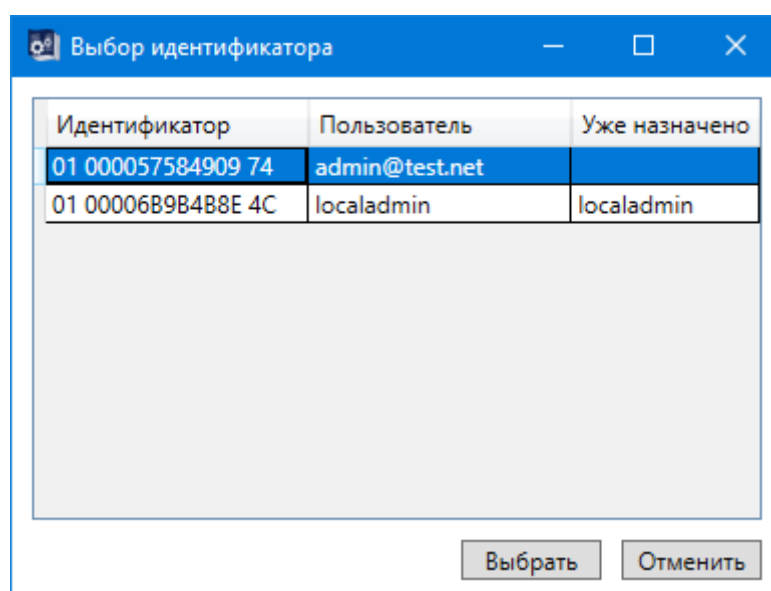 Выбор идентификатора
Идентификатор Пользователь Уже назначено
01 000057584909 74 admin@test.net
01 00006B9B4B8E 4C localadmin localadmin
Выбрать Отменить